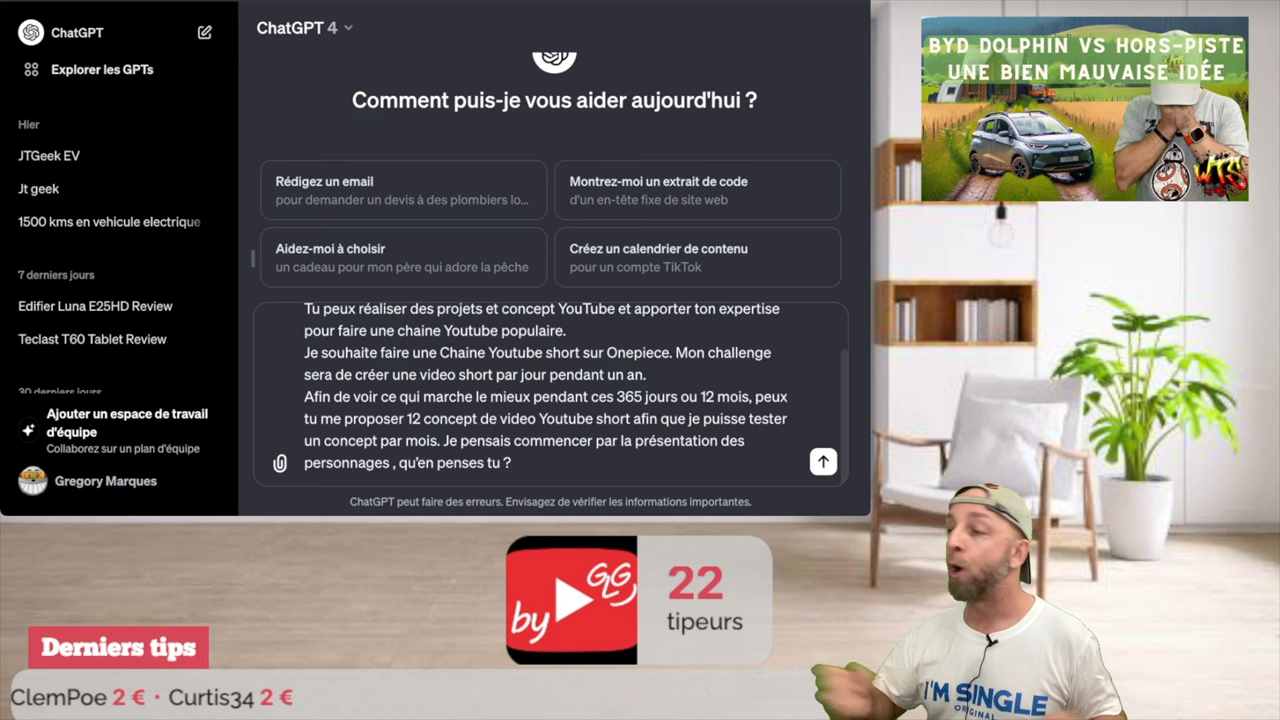 ChatGPT
Explorer les GPTs
Hier
JTGeek EV
Jt geek
1500 kms en vehicule electrique
7 derniers jours
Edifier Luna E25HD Review
Teclast T60 Tablet Review
30 derniers jours
Ajouter un espace de travail
d'équipe
Collaborez sur un plan d'équipe
Gregory Marques
ChatGPT 4
Comment puis-je vous aider aujourd'hui ?
Rédigez un email
pour demander un devis à des plombiers lo...
Montrez-moi un extrait de code
d'un en-tête fixe de site web
Aidez-moi à choisir
un cadeau pour mon père qui adore la pêche
Créez un calendrier de contenu
pour un compte TikTok
Tu peux réaliser des projets et concept YouTube et apporter ton expertise
pour faire une chaine Youtube populaire.
Je souhaite faire une Chaine Youtube short sur Onepiece. Mon challenge
sera de créer une video short par jour pendant un an.
Afin de voir ce qui marche le mieux pendant ces 365 jours ou 12 mois, peux
tu me proposer 12 concept de video Youtube short afin que je puisse tester
un concept par mois. Je pensais commencer par la présentation des
personnages , qu'en penses tu ?
ChatGPT peut faire des erreurs. Envisagez de vérifier les informations importantes.
BYD DOLPHIN VS HORS-PISTE
UNE BIEN MAUVAISE IDÉE
WTS
by GLG
22
tipeurs
Derniers tips
ClemPoe 2 € · Curtis34 2 €
I'M SINGLE
ORIGINAL